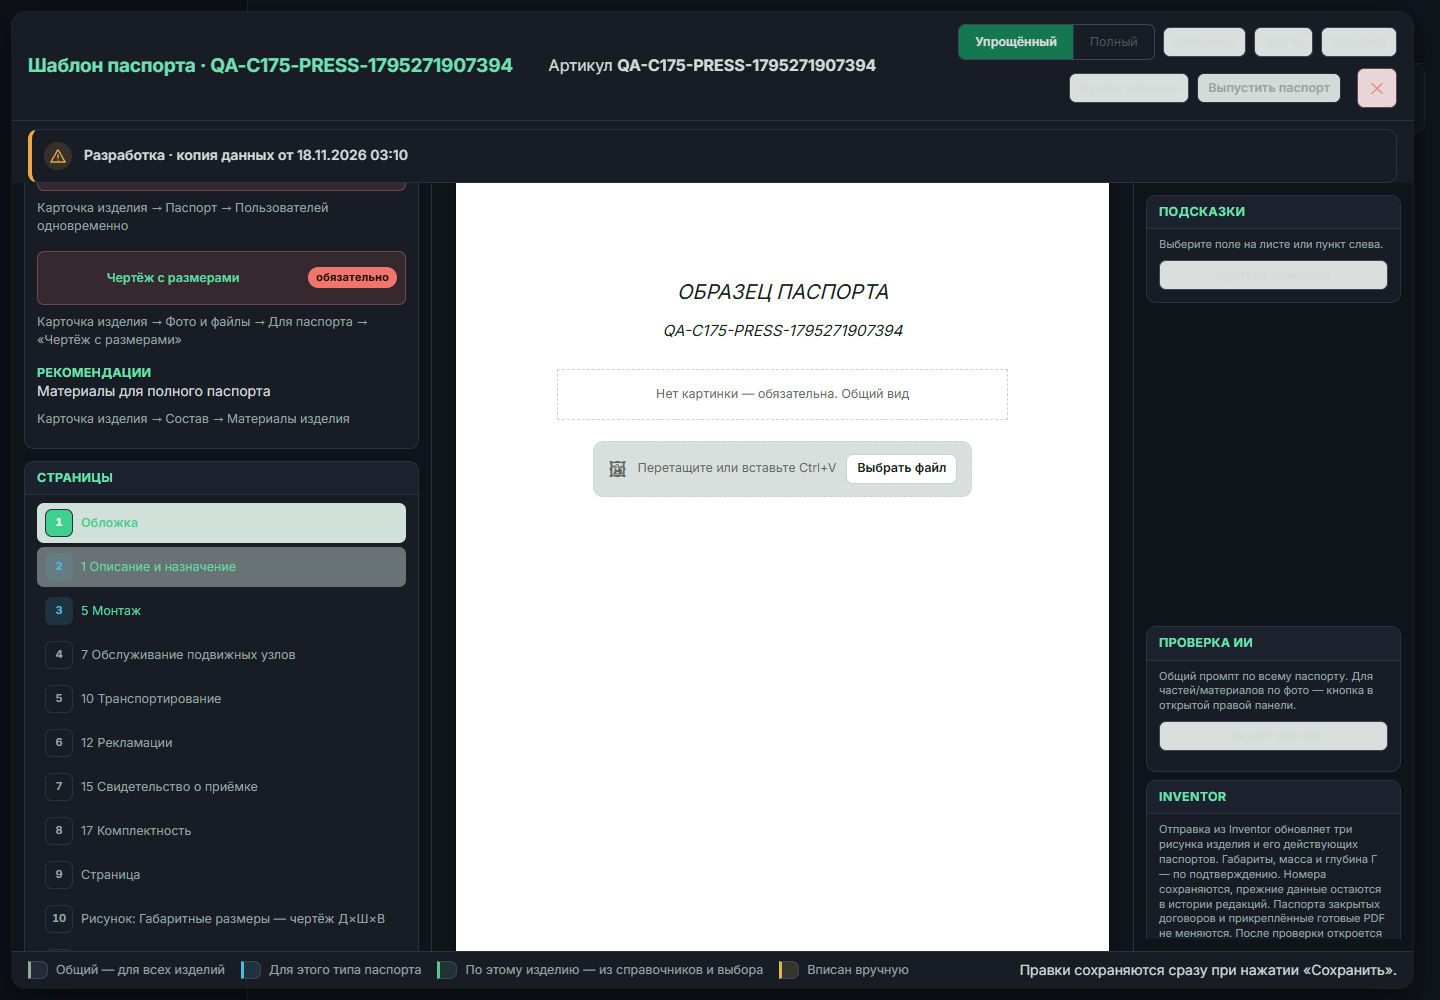 Шаблон паспорта · QA-C175-PRESS-1795271907394
Артикул QA-C175-PRESS-1795271907394
Упрощённый
Полный
Выпустить паспорт
Разработка · копия данных от 18.11.2026 03:10
Карточка изделия → Паспорт → Пользователей
одновременно
Чертёж с размерами
обязательно
Карточка изделия → Фото и файлы → Для паспорта →
«Чертёж с размерами»
РЕКОМЕНДАЦИИ
Материалы для полного паспорта
Карточка изделия → Состав → Материалы изделия
СТРАНИЦЫ
1 Обложка
2 1 Описание и назначение
3 5 Монтаж
4 7 Обслуживание подвижных узлов
5 10 Транспортирование
6 12 Рекламации
7 15 Свидетельство о приёмке
8 17 Комплектность
9 Страница
10 Рисунок: Габаритные размеры — чертёж Д×Ш×В
ОБРАЗЕЦ ПАСПОРТА
QA-C175-PRESS-1795271907394
Нет картинки — обязательна. Общий вид
Перетащите или вставьте Ctrl+V
Выбрать файл
ПОДСКАЗКИ
Выберите поле на листе или пункт слева.
ПРОВЕРКА ИИ
Общий промпт по всему паспорту. Для
частей/материалов по фото — кнопка в
открытой правой панели.
Промпт для ИИ
INVENTOR
Отправка из Inventor обновляет три
рисунка изделия и его действующих
паспортов. Габариты, масса и глубина Г
— по подтверждению. Номера
сохраняются, прежние данные остаются
в истории редакций. Паспорта закрытых
договоров и прикреплённые готовые PDF
не меняются. После проверки откроется
Общий — для всех изделий
Для этого типа паспорта
По этому изделию — из справочников и выбора
Вписан вручную
Правки сохраняются сразу при нажатии «Сохранить».